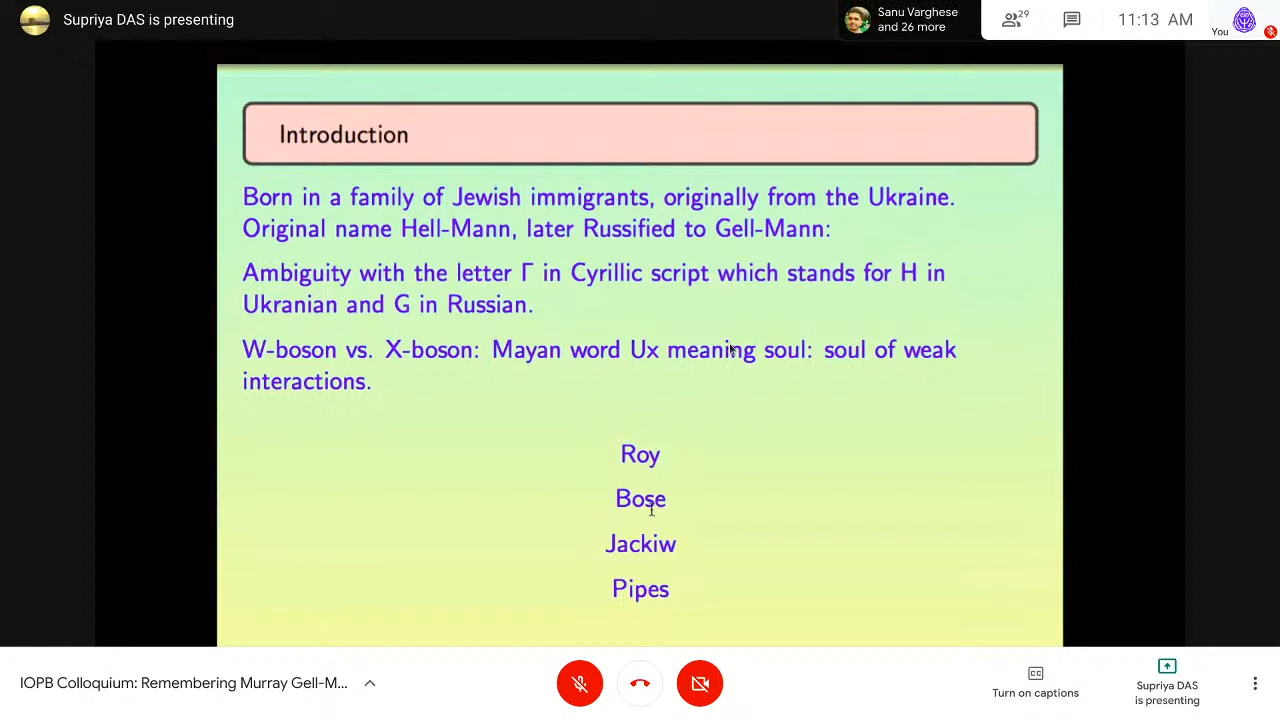 Supriya DAS is presenting
Sanu Varghese
and 26 more
29
11:13 AM
You
Introduction
Born in a family of Jewish immigrants, originally from the Ukraine.
Original name Hell-Mann, later Russified to Gell-Mann:
Ambiguity with the letter Γ in Cyrillic script which stands for H in
Ukranian and G in Russian.
W-boson vs. X-boson: Mayan word Ux meaning soul: soul of weak
interactions.
Roy
Bose
Jackiw
Pipes
IOPB Colloquium: Remembering Murray Gell-M...
CC
Turn on captions
Supriya DAS
is presenting